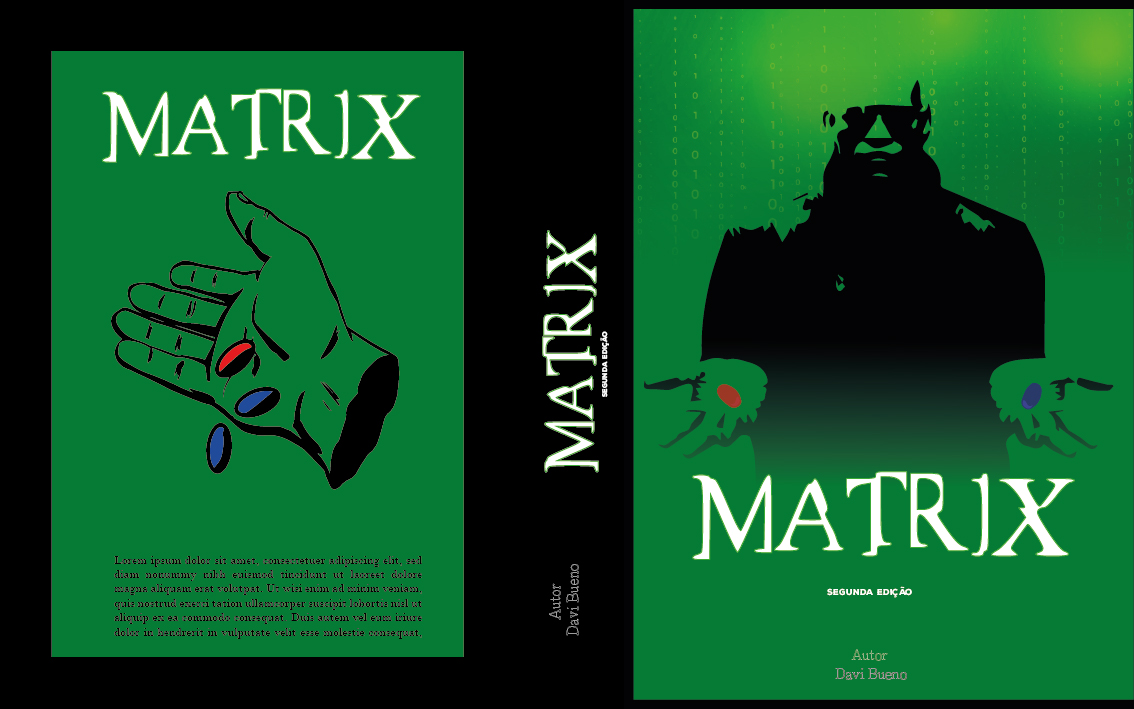 MATRIX
Lorem ipsum dolor sit amet, consectetuer adipiscing elit, sed
diam nonummy nibh euismod tincidunt ut laoreet dolore
magna aliquam erat volutpat. Ut wisi enim ad minim veniam,
quis nostrud exerci tation ullamcorper suscipit lobortis nisl ut
aliquip ex ea commodo consequat. Duis autem vel eum iriure
dolor in hendrerit in vulputate velit esse molestie consequat,
MATRIX
SEGUNDA EDIÇÃO
Autor
Davi Bueno
MATRIX
SEGUNDA EDIÇÃO
Autor
Davi Bueno